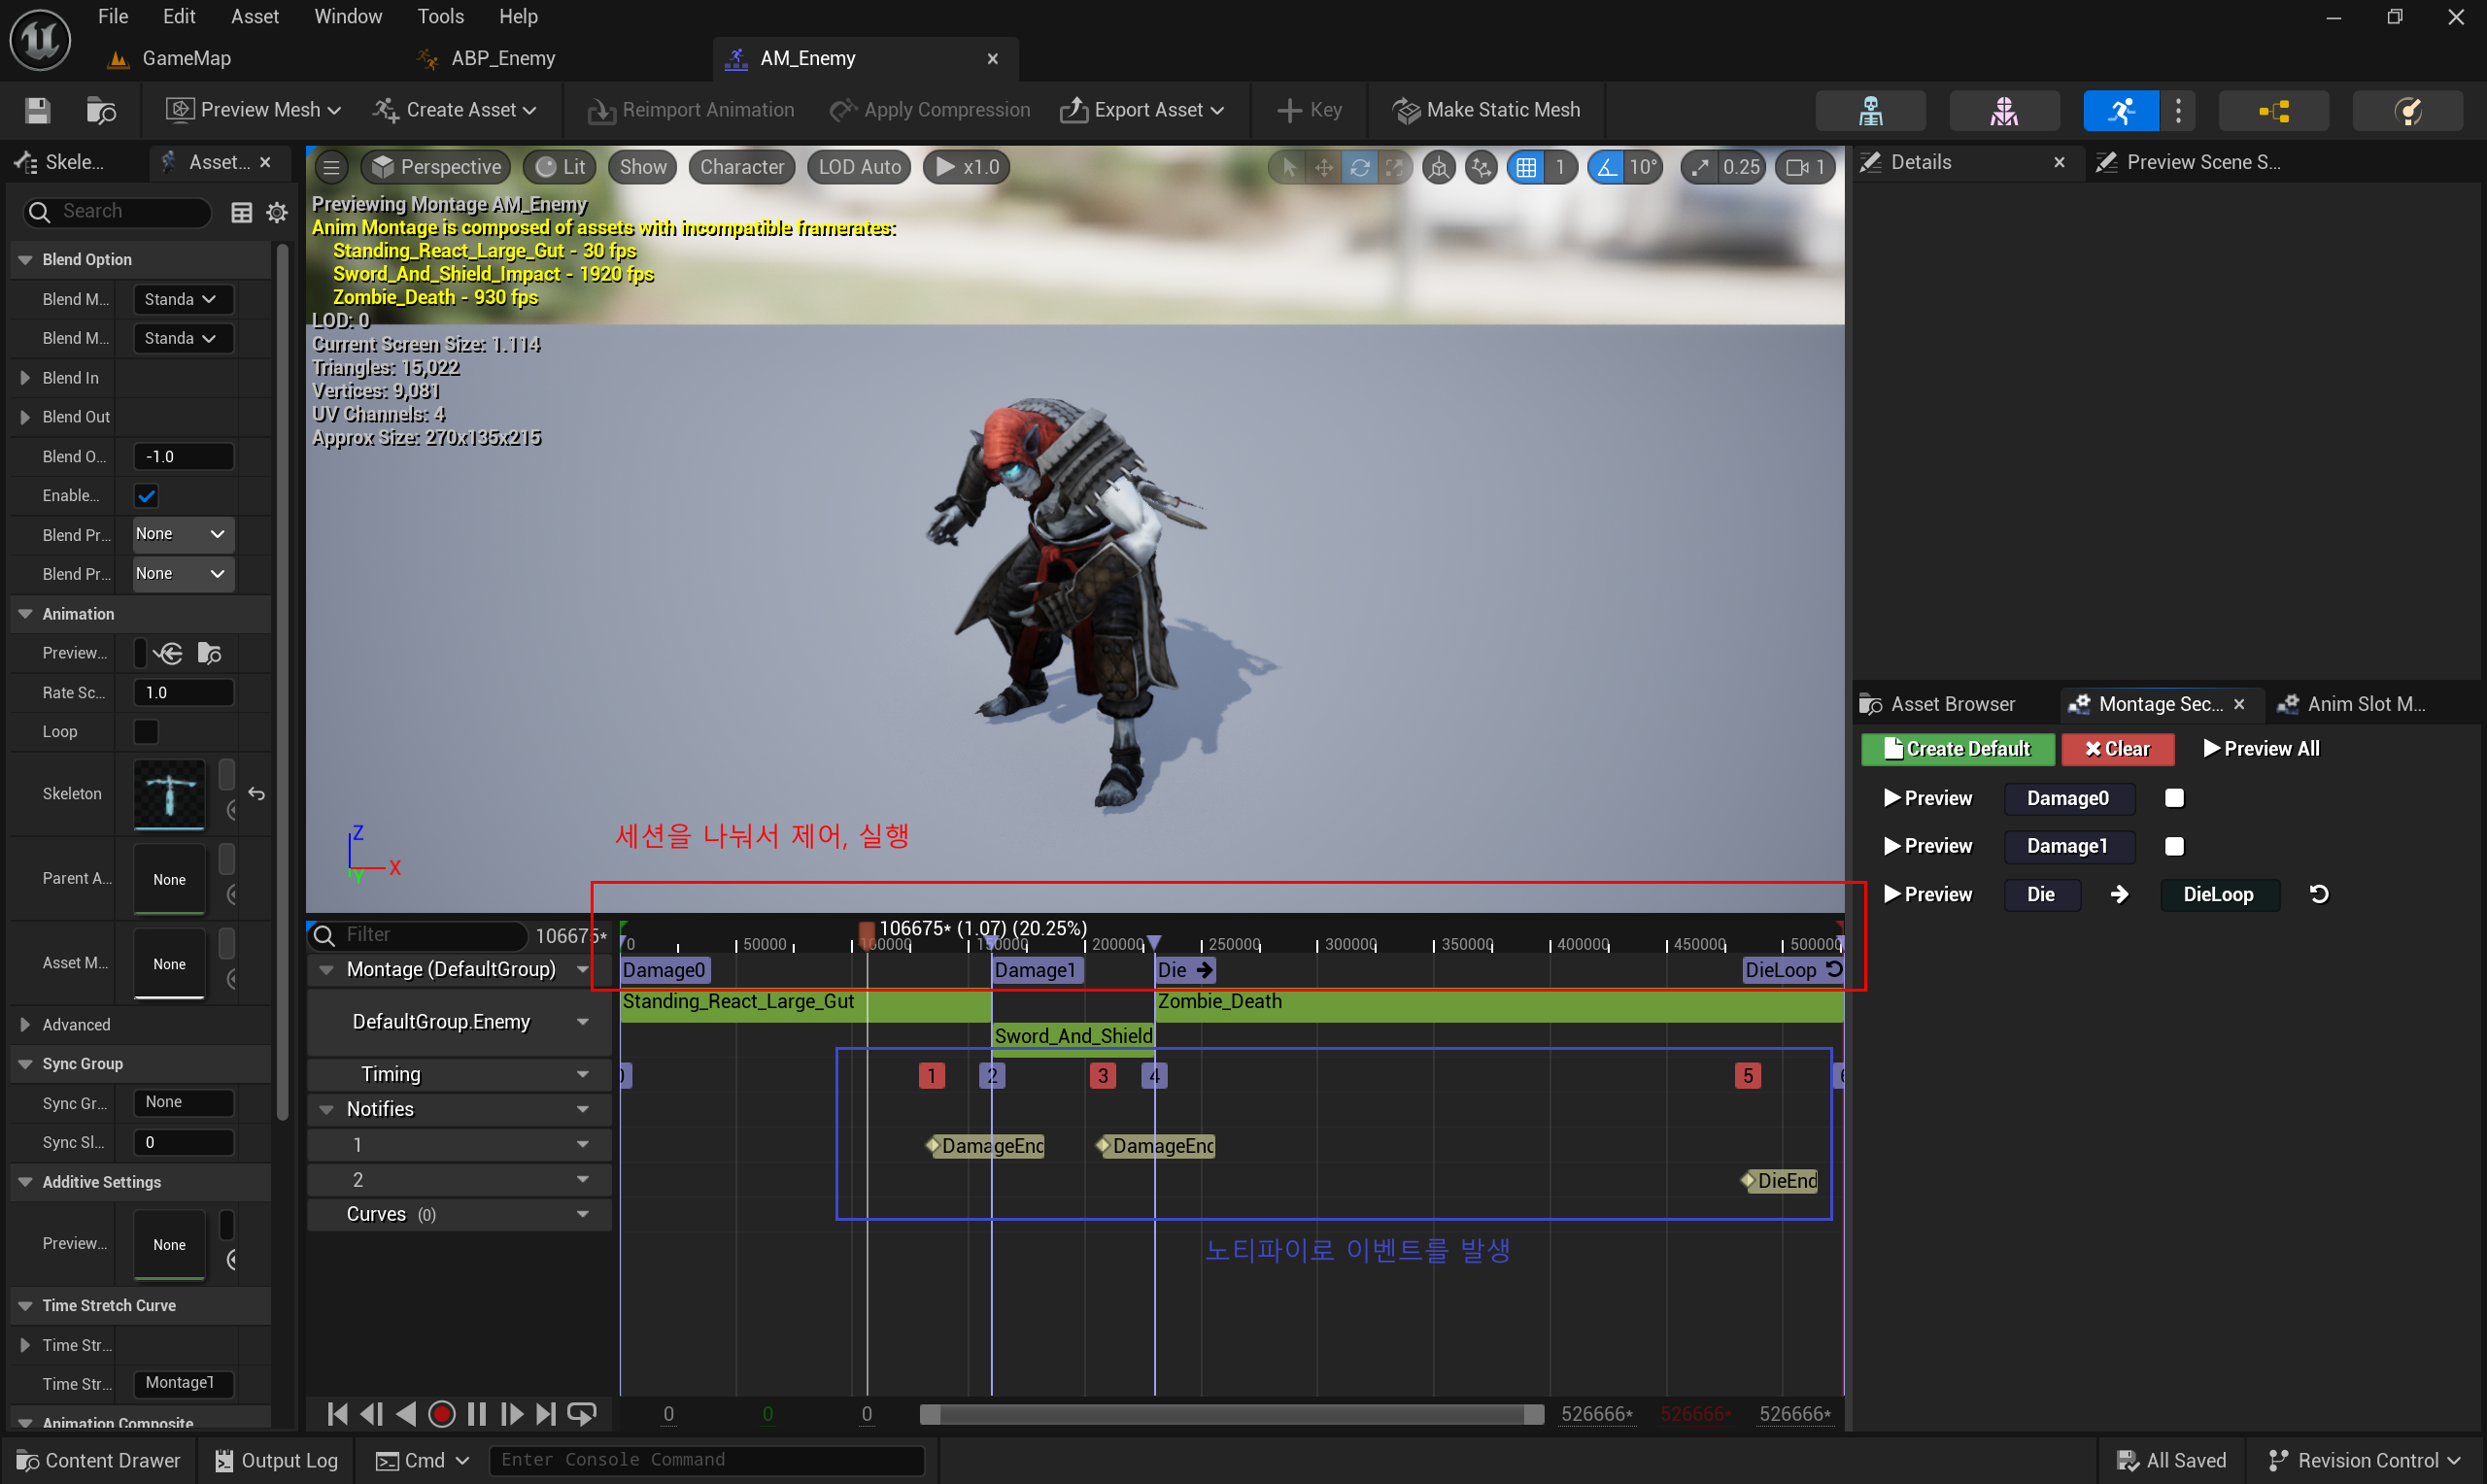 File Edit Asset Window Tools Help
GameMap ABP_Enemy AM_Enemy
Preview Mesh Create Asset Reimport Animation Apply Compression Export Asset Key Make Static Mesh
Skele... Asset...
Search
Blend Option
Blend M... Standa
Blend M... Standa
Blend In
Blend Out
Blend O... -1.0
Enable...
Blend Pr... None
Blend Pr... None
Animation
Preview...
Rate Sc... 1.0
Loop
Skeleton
Parent A... None
Asset M... None
Advanced
Sync Group
Sync Gr... None
Sync Sl... 0
Additive Settings
Preview... None
Time Stretch Curve
Time Str...
Time Str... MontageT
Animation Composite
Perspective Lit Show Character LOD Auto x1.0 1 10° 0.25 1
Previewing Montage AM_Enemy
Anim Montage is composed of assets with incompatible framerates:
Standing_React_Large_Gut - 30 fps
Sword_And_Shield_Impact - 1920 fps
Zombie_Death - 930 fps
LOD: 0
Current Screen Size: 1.114
Triangles: 15,022
Vertices: 9,081
UV Channels: 4
Approx Size: 270x135x215
Z
X
Y
세션을 나눠서 제어, 실행
Filter 106675*
106675* (1.07) (20.25%)
0 50000 100000 150000 200000 250000 300000 350000 400000 450000 500000
Montage (DefaultGroup) Damage0 Damage1 Die DieLoop
Standing_React_Large_Gut Zombie_Death
DefaultGroup.Enemy
Sword_And_Shield
Timing 1 2 3 4 5
Notifies
1 DamageEnd DamageEnd
2 DieEnd
Curves (0)
노티파이로 이벤트를 발생
0 0 0 526666* 526666* 526666*
Details Preview Scene S...
Asset Browser Montage Sec... Anim Slot M...
Create Default Clear Preview All
Preview Damage0
Preview Damage1
Preview Die DieLoop
Content Drawer Output Log Cmd Enter Console Command All Saved Revision Control